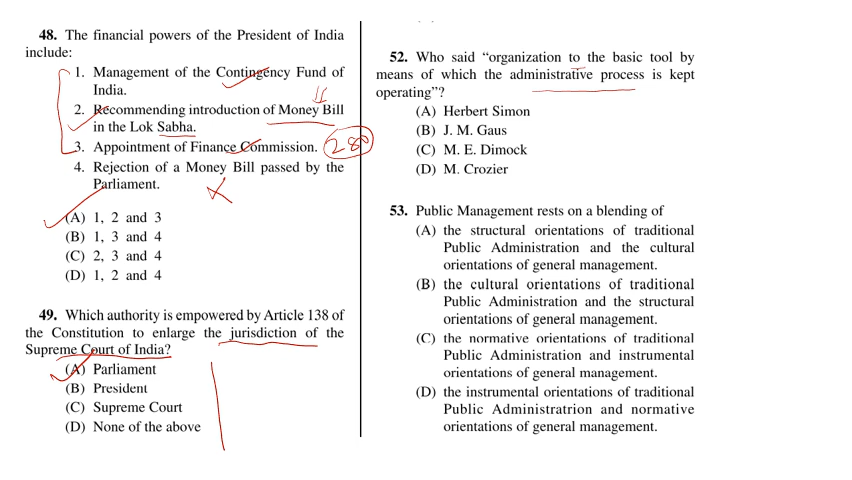 48. The financial powers of the President of India
include:
1. Management of the Contingency Fund of
India.
2. Recommending introduction of Money Bill
in the Lok Sabha.
3. Appointment of Finance Commission. 280
4. Rejection of a Money Bill passed by the
Parliament.
(A) 1, 2 and 3
(B) 1, 3 and 4
(C) 2, 3 and 4
(D) 1, 2 and 4
49. Which authority is empowered by Article 138 of
the Constitution to enlarge the jurisdiction of the
Supreme Court of India?
(A) Parliament
(B) President
(C) Supreme Court
(D) None of the above
52. Who said “organization to the basic tool by
means of which the administrative process is kept
operating”?
(A) Herbert Simon
(B) J. M. Gaus
(C) M. E. Dimock
(D) M. Crozier
53. Public Management rests on a blending of
(A) the structural orientations of traditional
Public Administration and the cultural
orientations of general management.
(B) the cultural orientations of traditional
Public Administration and the structural
orientations of general management.
(C) the normative orientations of traditional
Public Administration and instrumental
orientations of general management.
(D) the instrumental orientations of traditional
Public Administratrtion and normative
orientations of general management.